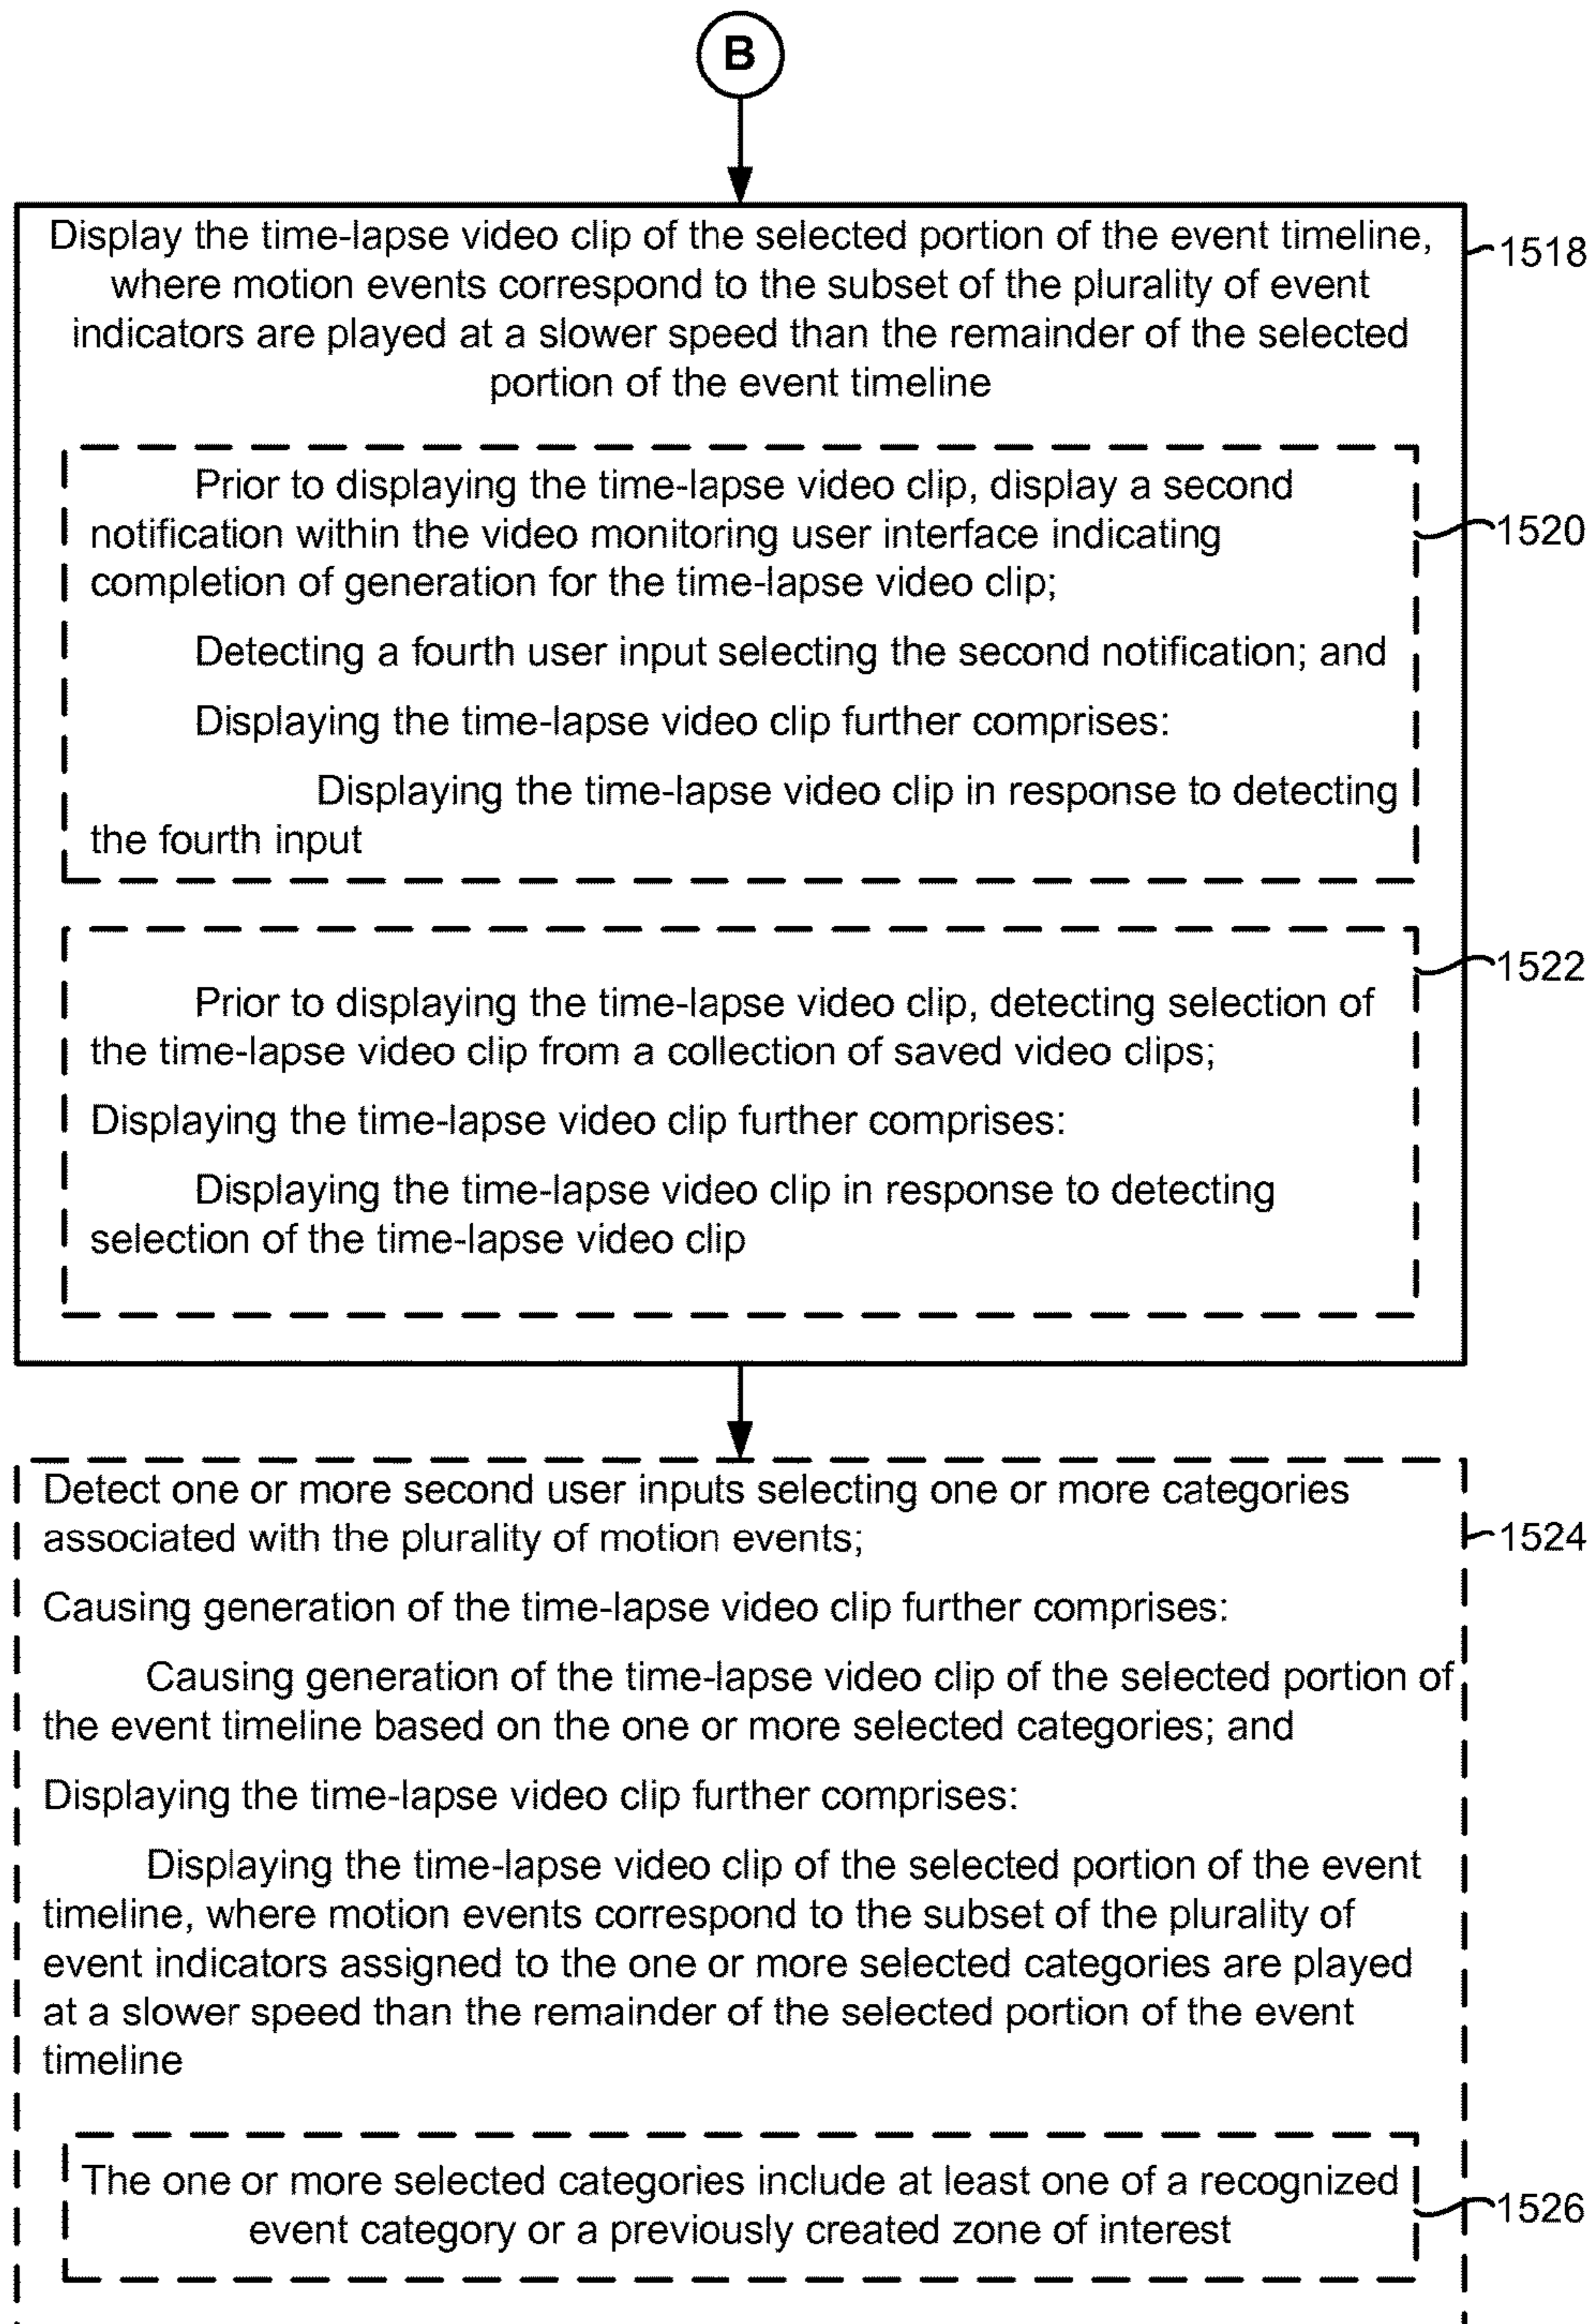 B
Display the time-lapse video clip of the selected portion of the event timeline,
where motion events correspond to the subset of the plurality of event
indicators are played at a slower speed than the remainder of the selected
portion of the event timeline
1518
Prior to displaying the time-lapse video clip, display a second
notification within the video monitoring user interface indicating
completion of generation for the time-lapse video clip;
Detecting a fourth user input selecting the second notification; and
Displaying the time-lapse video clip further comprises:
Displaying the time-lapse video clip in response to detecting
the fourth input
1520
Prior to displaying the time-lapse video clip, detecting selection of
the time-lapse video clip from a collection of saved video clips;
Displaying the time-lapse video clip further comprises:
Displaying the time-lapse video clip in response to detecting
selection of the time-lapse video clip
1522
Detect one or more second user inputs selecting one or more categories
associated with the plurality of motion events;
Causing generation of the time-lapse video clip further comprises:
Causing generation of the time-lapse video clip of the selected portion of
the event timeline based on the one or more selected categories; and
Displaying the time-lapse video clip further comprises:
Displaying the time-lapse video clip of the selected portion of the event
timeline, where motion events correspond to the subset of the plurality of
event indicators assigned to the one or more selected categories are played
at a slower speed than the remainder of the selected portion of the event
timeline
1524
The one or more selected categories include at least one of a recognized
event category or a previously created zone of interest
1526